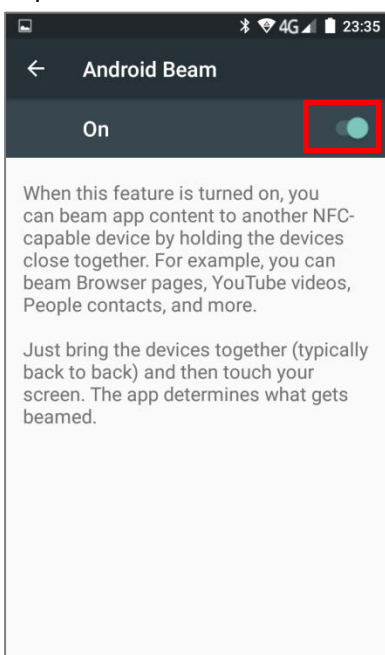 4G 23:35
Android Beam
On
When this feature is turned on, you
can beam app content to another NFC-
capable device by holding the devices
close together. For example, you can
beam Browser pages, YouTube videos,
People contacts, and more.
Just bring the devices together (typically
back to back) and then touch your
screen. The app determines what gets
beamed.